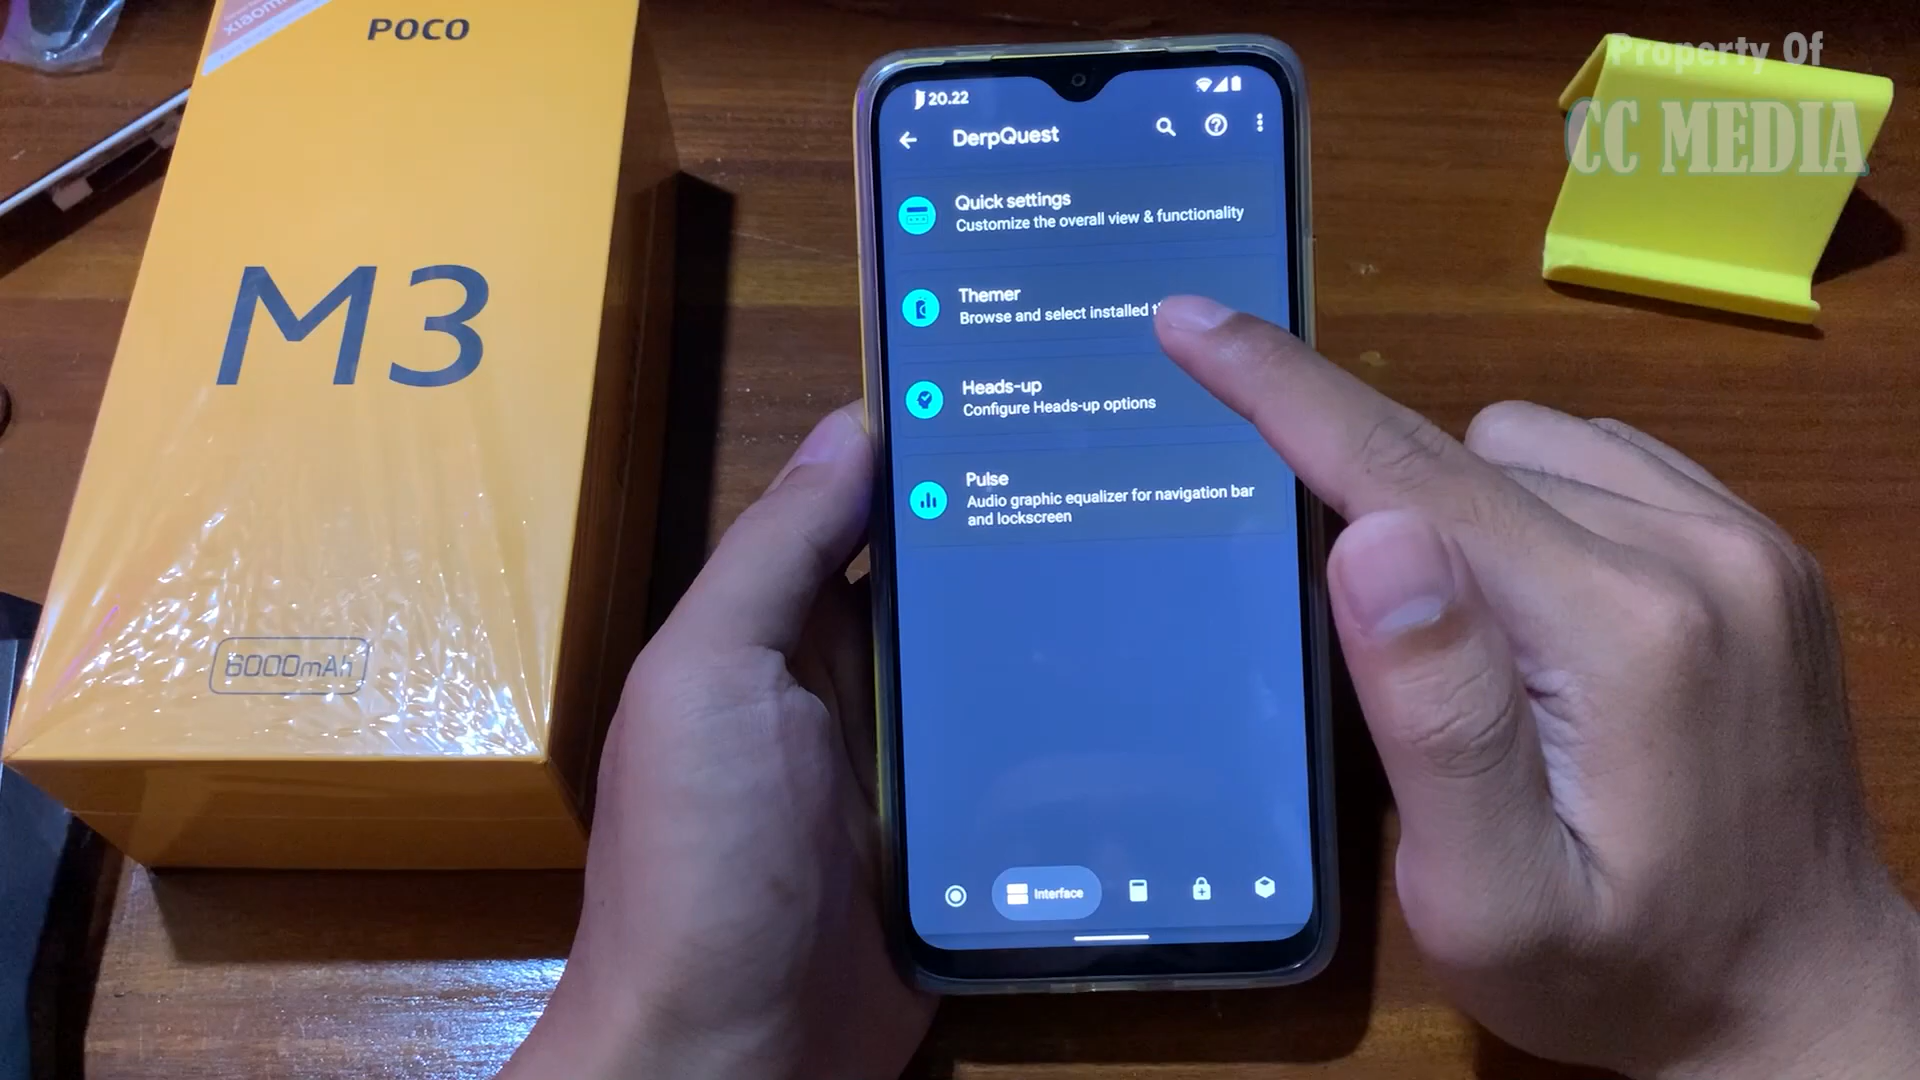 xiaomi
POCO
M3
6000mAh
20.22
DerpQuest
Quick settings
Customize the overall view & functionality
Themer
Browse and select installed
Heads-up
Configure Heads-up options
Pulse
Audio graphic equalizer for navigation bar
and lockscreen
Interface
Property Of
CC MEDIA